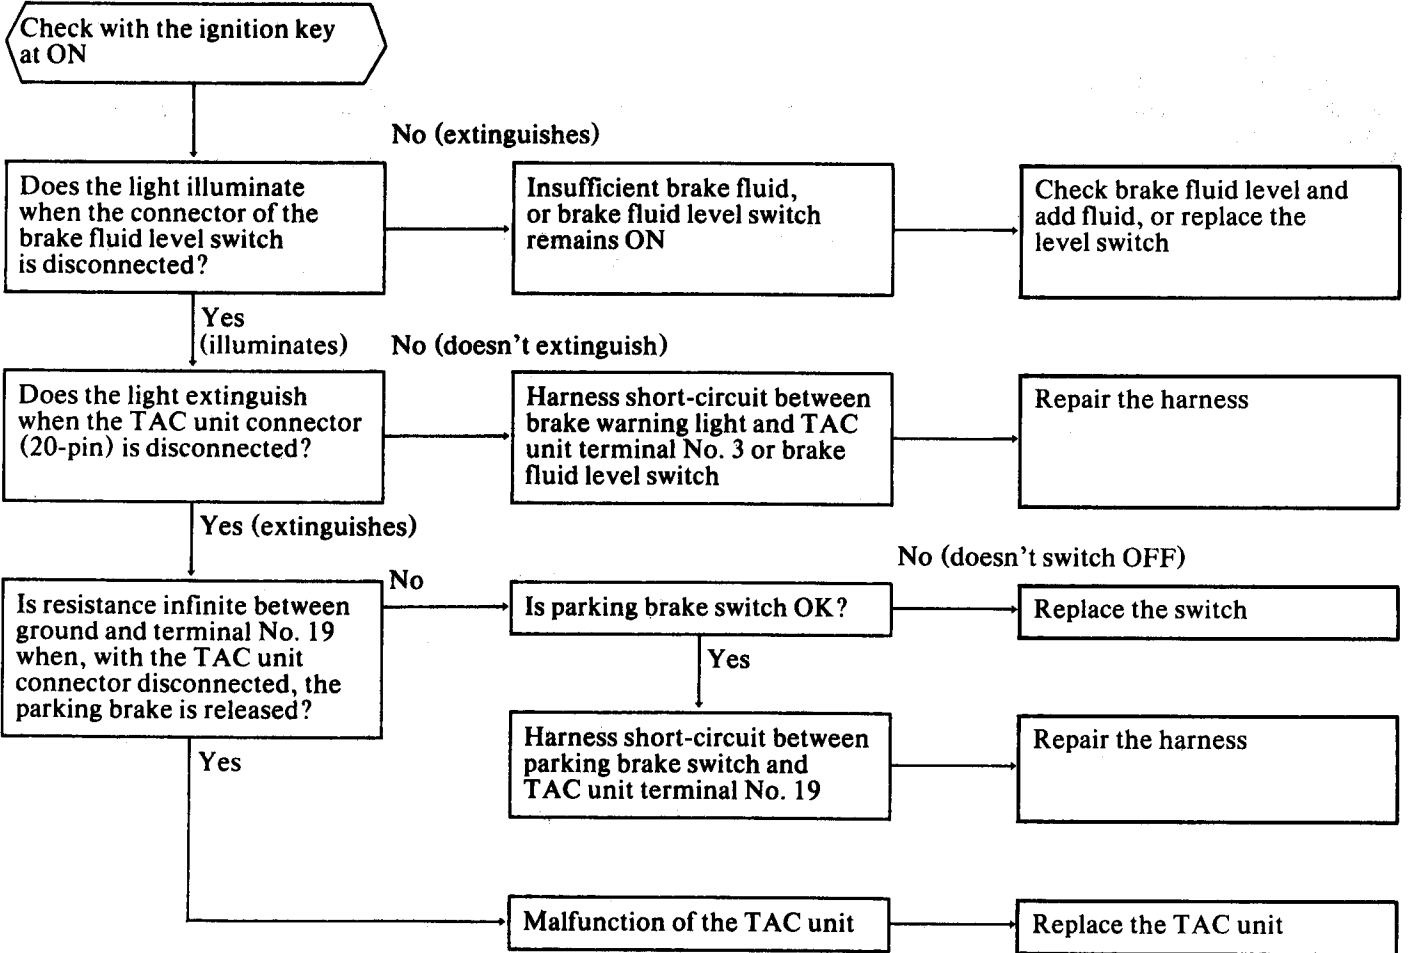 Check with the ignition key
at ON
No (extinguishes)
Does the light illuminate
when the connector of the
brake fluid level switch
is disconnected?
Insufficient brake fluid,
or brake fluid level switch
remains ON
Check brake fluid level and
add fluid, or replace the
level switch
Yes
(illuminates)
No (doesn't extinguish)
Does the light extinguish
when the TAC unit connector
(20-pin) is disconnected?
Harness short-circuit between
brake warning light and TAC
unit terminal No. 3 or brake
fluid level switch
Repair the harness
Yes (extinguishes)
No (doesn't switch OFF)
Is resistance infinite between
ground and terminal No. 19
when, with the TAC unit
connector disconnected, the
parking brake is released?
No
Is parking brake switch OK?
Replace the switch
Yes
Harness short-circuit between
parking brake switch and
TAC unit terminal No. 19
Repair the harness
Yes
Malfunction of the TAC unit
Replace the TAC unit